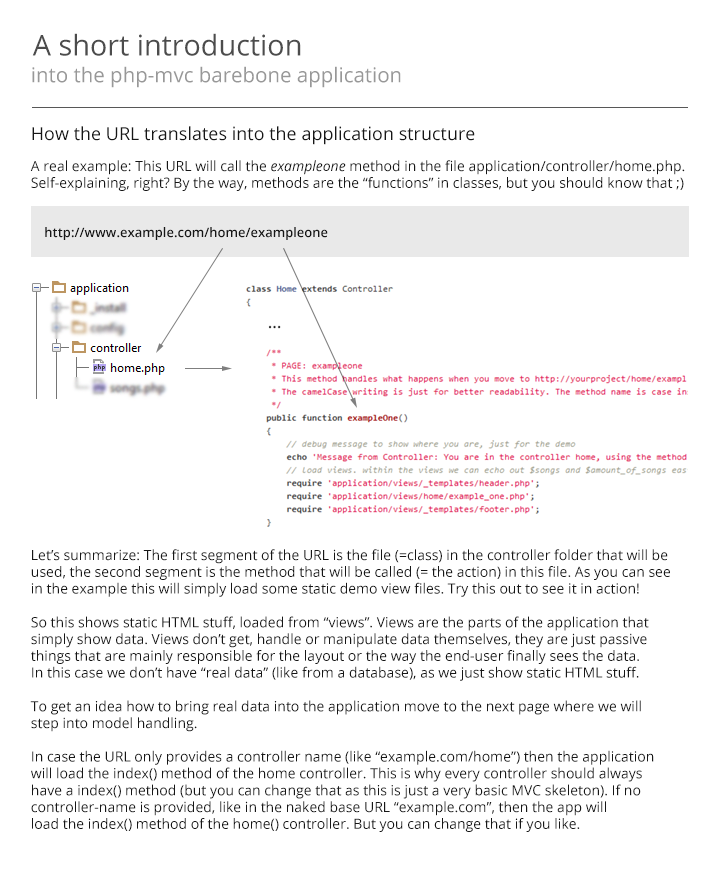 A short introduction
into the php-mvc barebone application
How the URL translates into the application structure
A real example: This URL will call the exampleone method in the file application/controller/home.php.
Self-explaining, right? By the way, methods are the “functions” in classes, but you should know that ;)
http://www.example.com/home/exampleone
application
_install
config
controller
php home.php
songs.php
class Home extends Controller
{
...
/**
* PAGE: exampleone
* This method handles what happens when you move to http://yourproject/home/exampl
* The camelCase writing is just for better readability. The method name is case in
*/
public function exampleOne()
{
// debug message to show where you are, just for the demo
echo 'Message from Controller: You are in the controller home, using the method
// load views. within the views we can echo out $songs and $amount_of_songs eas
require 'application/views/_templates/header.php';
require 'application/views/home/example_one.php';
require 'application/views/_templates/footer.php';
}
Let’s summarize: The first segment of the URL is the file (=class) in the controller folder that will be
used, the second segment is the method that will be called (= the action) in this file. As you can see
in the example this will simply load some static demo view files. Try this out to see it in action!
So this shows static HTML stuff, loaded from “views”. Views are the parts of the application that
simply show data. Views don’t get, handle or manipulate data themselves, they are just passive
things that are mainly responsible for the layout or the way the end-user finally sees the data.
In this case we don’t have “real data” (like from a database), as we just show static HTML stuff.
To get an idea how to bring real data into the application move to the next page where we will
step into model handling.
In case the URL only provides a controller name (like “example.com/home”) then the application
will load the index() method of the home controller. This is why every controller should always
have a index() method (but you can change that as this is just a very basic MVC skeleton). If no
controller-name is provided, like in the naked base URL “example.com”, then the app will
load the index() method of the home() controller. But you can change that if you like.